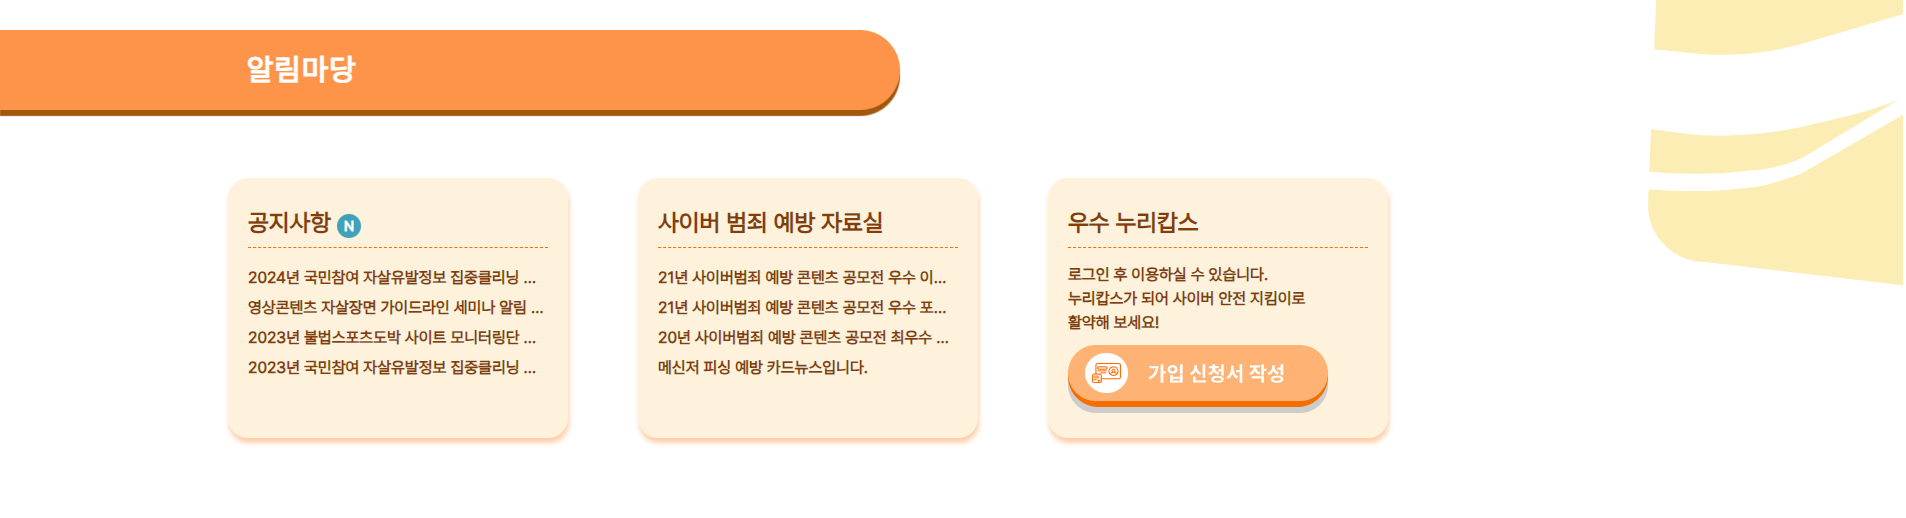 알림마당
공지사항 N
2024년 국민참여 자살유발정보 집중클리닝 ...
영상콘텐츠 자살장면 가이드라인 세미나 알림 ...
2023년 불법스포츠도박 사이트 모니터링단 ...
2023년 국민참여 자살유발정보 집중클리닝 ...
사이버 범죄 예방 자료실
21년 사이버범죄 예방 콘텐츠 공모전 우수 이...
21년 사이버범죄 예방 콘텐츠 공모전 우수 포...
20년 사이버범죄 예방 콘텐츠 공모전 최우수 ...
메신저 피싱 예방 카드뉴스입니다.
우수 누리캅스
로그인 후 이용하실 수 있습니다.
누리캅스가 되어 사이버 안전 지킴이로
활약해 보세요!
가입 신청서 작성